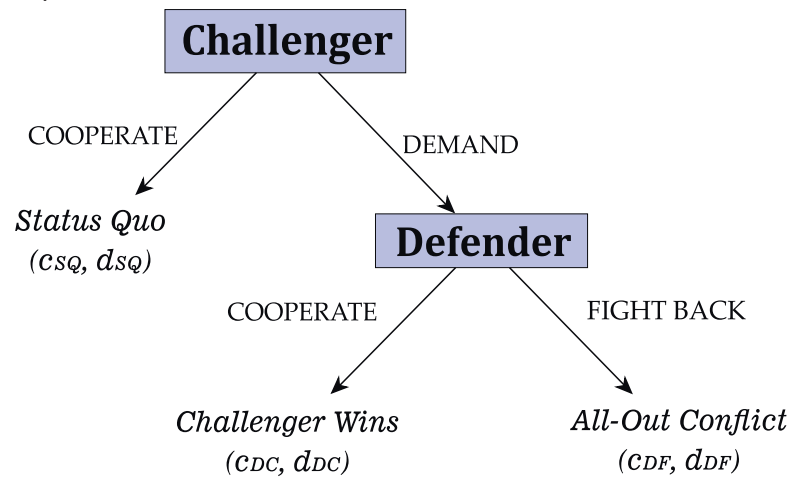 Challenger
COOPERATE
DEMAND
Status Quo
(cSQ, dSQ)
Defender
COOPERATE
FIGHT BACK
Challenger Wins
(cDC, dDC)
All-Out Conflict
(cDF, dDF)